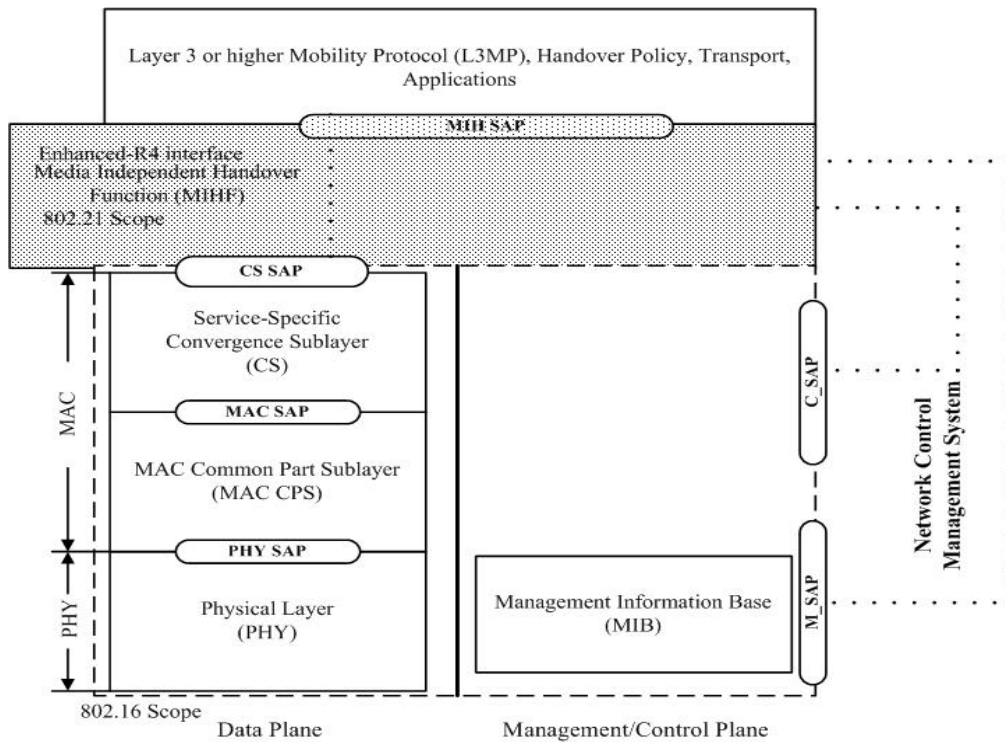 Layer 3 or higher Mobility Protocol (L3MP), Handover Policy, Transport,
Applications
MIH SAP
Enhanced-R4 interface
Media Independent Handover
Function (MIHF)
802.21 Scope
CS SAP
Service-Specific
Convergence Sublayer
(CS)
MAC SAP
MAC Common Part Sublayer
(MAC CPS)
PHY SAP
Physical Layer
(PHY)
MAC
PHY
802.16 Scope
Data Plane
Management Information Base
(MIB)
Management/Control Plane
C_SAP
M_SAP
Network Control
Management System